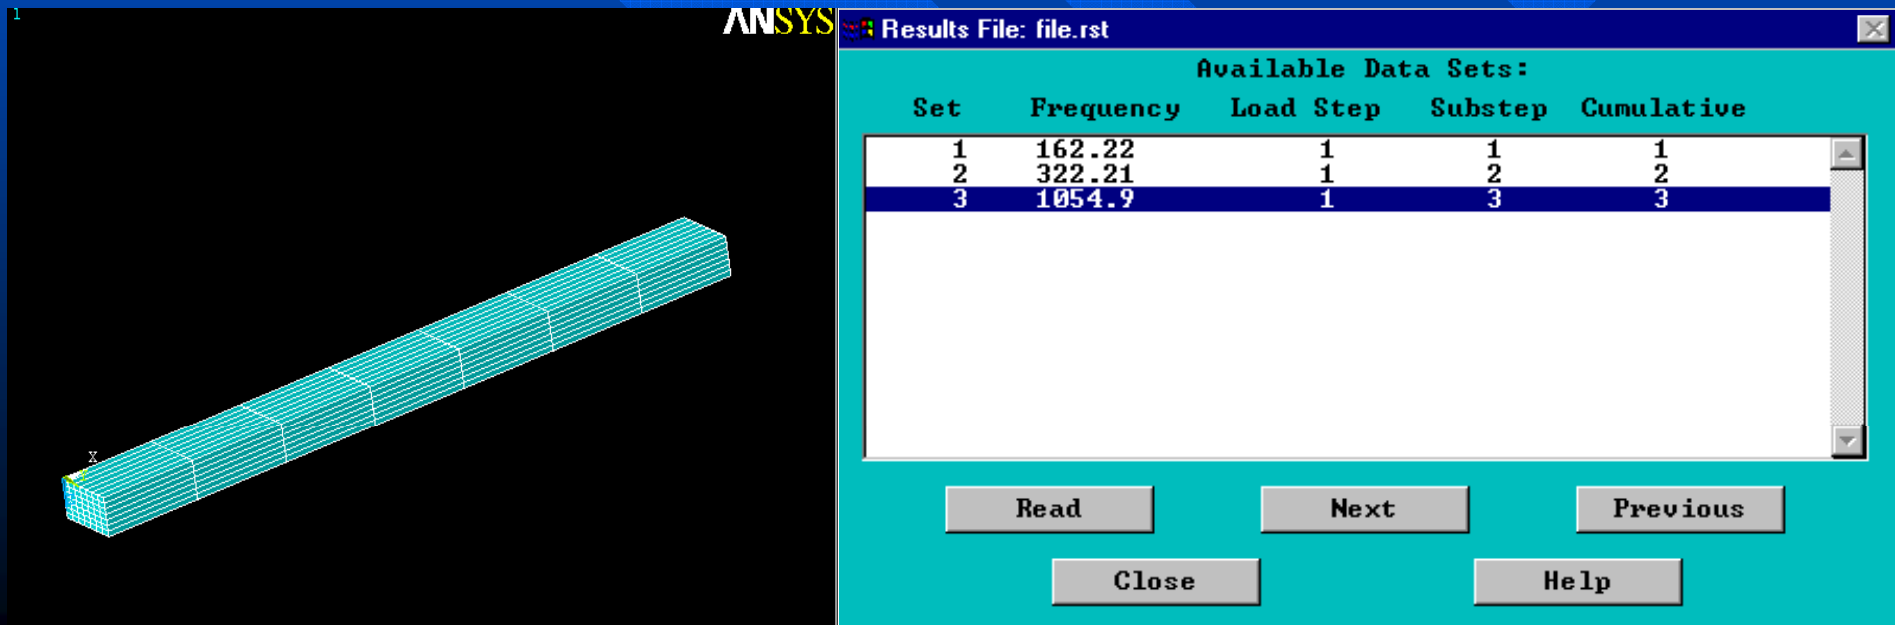 1
ANSYS
X
Results File: file.rst
Available Data Sets:
Set Frequency Load Step Substep Cumulative
1 162.22 1 1 1
2 322.21 1 2 2
3 1054.9 1 3 3
Read Next Previous
Close Help